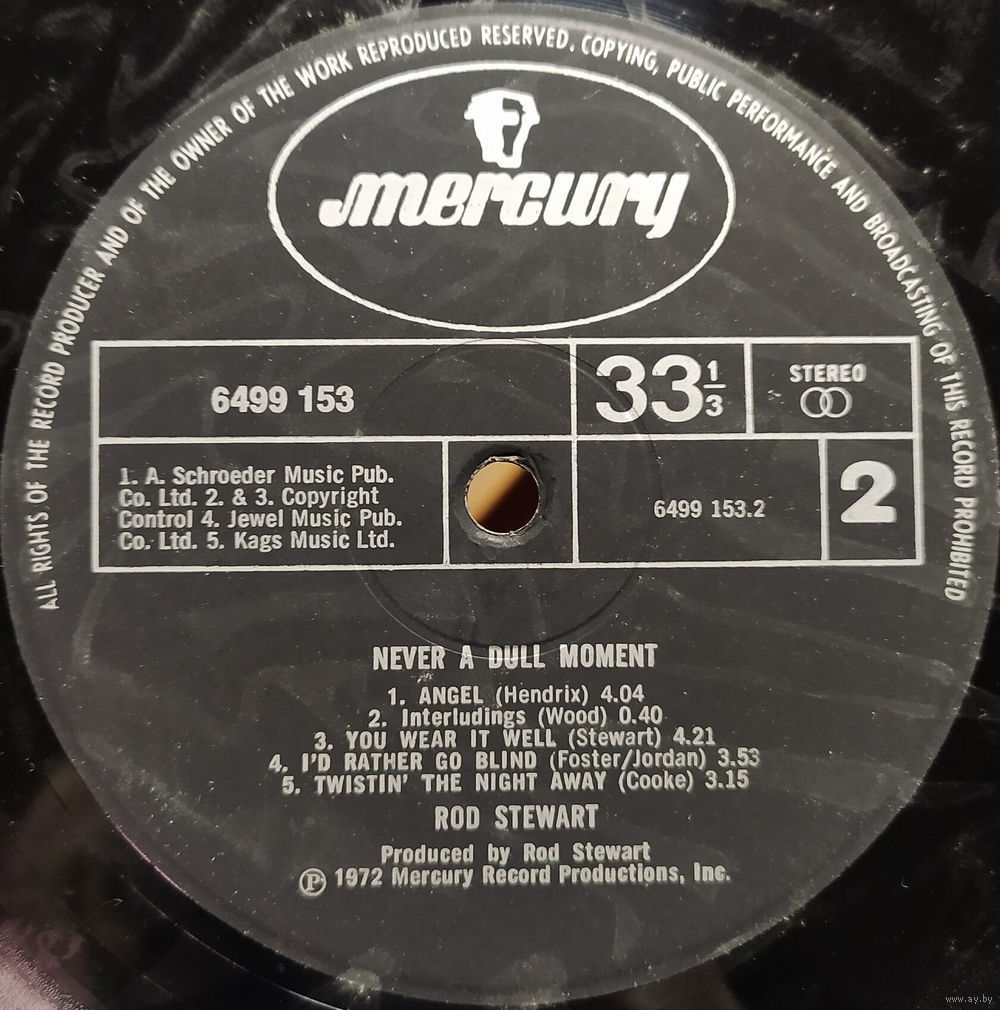 ALL RIGHTS OF THE RECORD PRODUCER AND OF THE OWNER OF THE WORK REPRODUCED RESERVED. COPYING, PUBLIC PERFORMANCE AND BROADCASTING OF THIS RECORD PROHIBITED
mercury
6499 153
33 1/3
STEREO
1. A. Schroeder Music Pub.
Co. Ltd. 2. & 3. Copyright
Control 4. Jewel Music Pub.
Co. Ltd. 5. Kags Music Ltd.
6499 153.2
2
NEVER A DULL MOMENT
1. ANGEL (Hendrix) 4.04
2. Interludings (Wood) 0.40
3. YOU WEAR IT WELL (Stewart) 4.21
4. I'D RATHER GO BLIND (Foster/Jordan) 3.53
5. TWISTIN' THE NIGHT AWAY (Cooke) 3.15
ROD STEWART
Produced by Rod Stewart
Ⓟ 1972 Mercury Record Productions, Inc.
www.ay.by